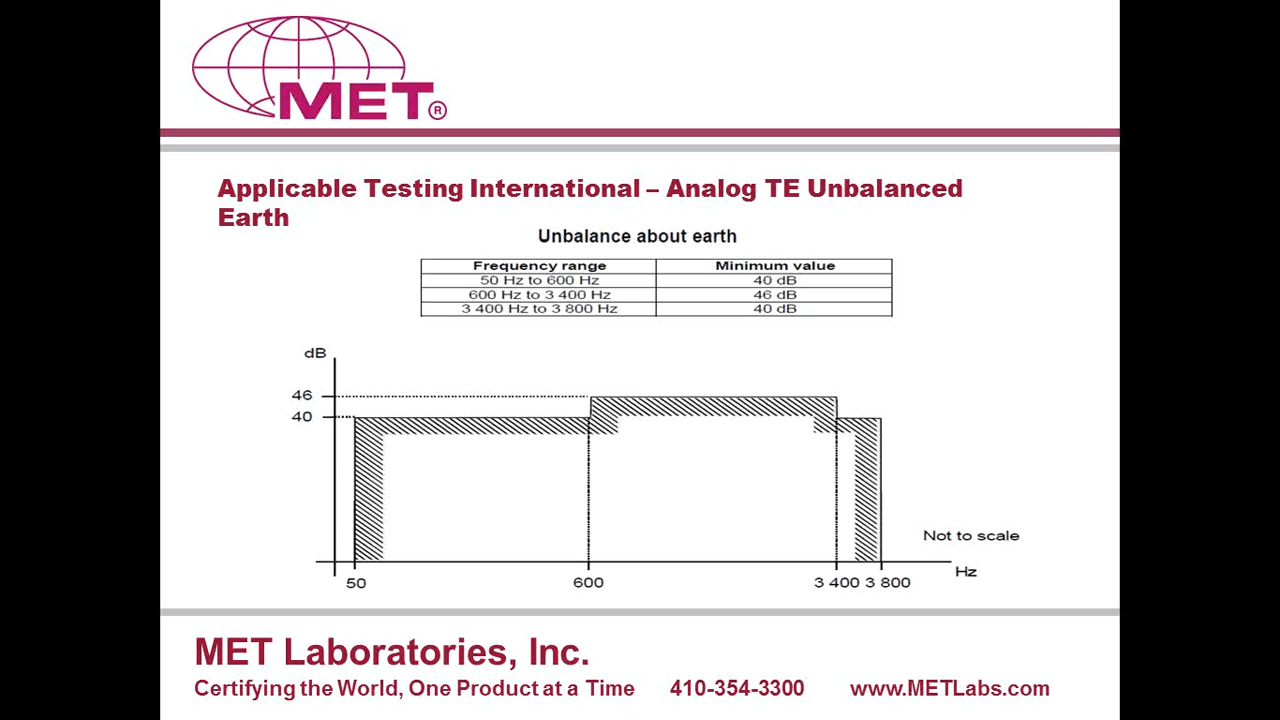 MET®
Applicable Testing International – Analog TE Unbalanced
Earth
Unbalance about earth
Frequency range Minimum value
50 Hz to 600 Hz 40 dB
600 Hz to 3 400 Hz 46 dB
3 400 Hz to 3 800 Hz 40 dB
dB
46
40
Not to scale
Hz
50 600 3 400 3 800
MET Laboratories, Inc.
Certifying the World, One Product at a Time 410-354-3300 www.METLabs.com